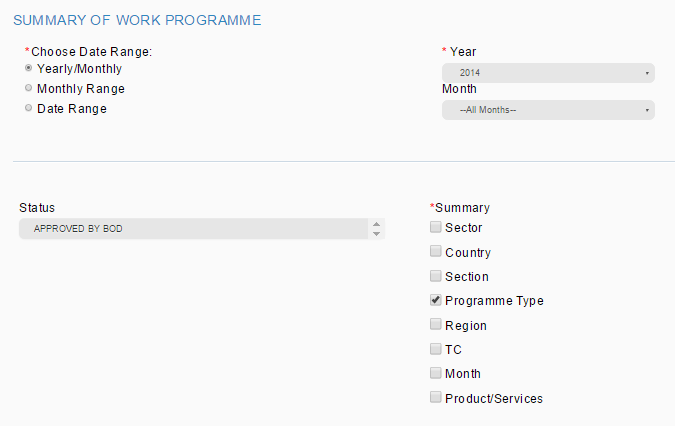 SUMMARY OF WORK PROGRAMME
*Choose Date Range:
Yearly/Monthly
Monthly Range
Date Range
* Year
2014
Month
--All Months--
Status
APPROVED BY BOD
*Summary
Sector
Country
Section
Programme Type
Region
TC
Month
Product/Services